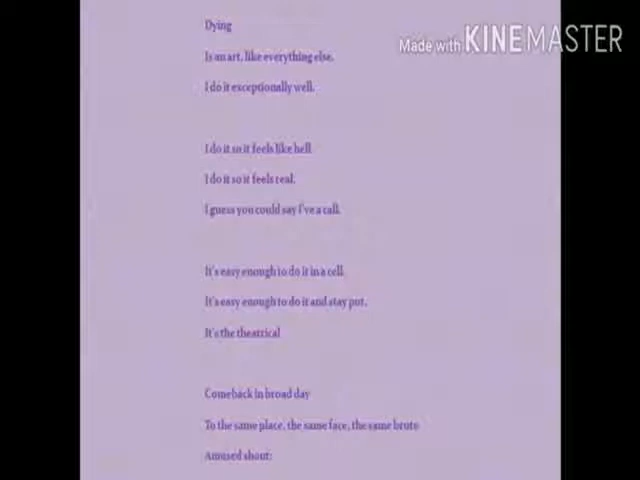 Made with KINEMASTER
Dying
Is an art, like everything else.
I do it exceptionally well.
I do it so it feels like hell.
I do it so it feels real.
I guess you could say I've a call.
It's easy enough to do it in a cell.
It's easy enough to do it and stay put.
It's the theatrical
Comeback in broad day
To the same place, the same face, the same brute
Amused shout: